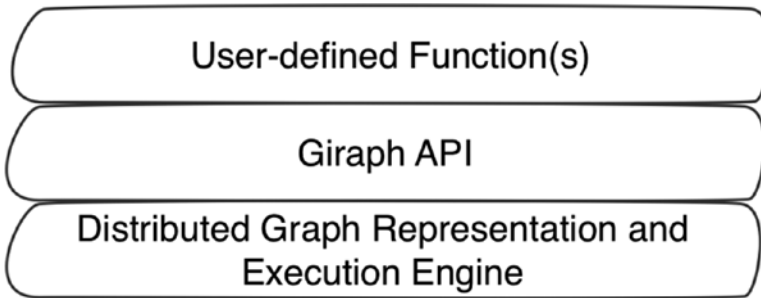 User-defined Function(s)
Giraph API
Distributed Graph Representation and
Execution Engine